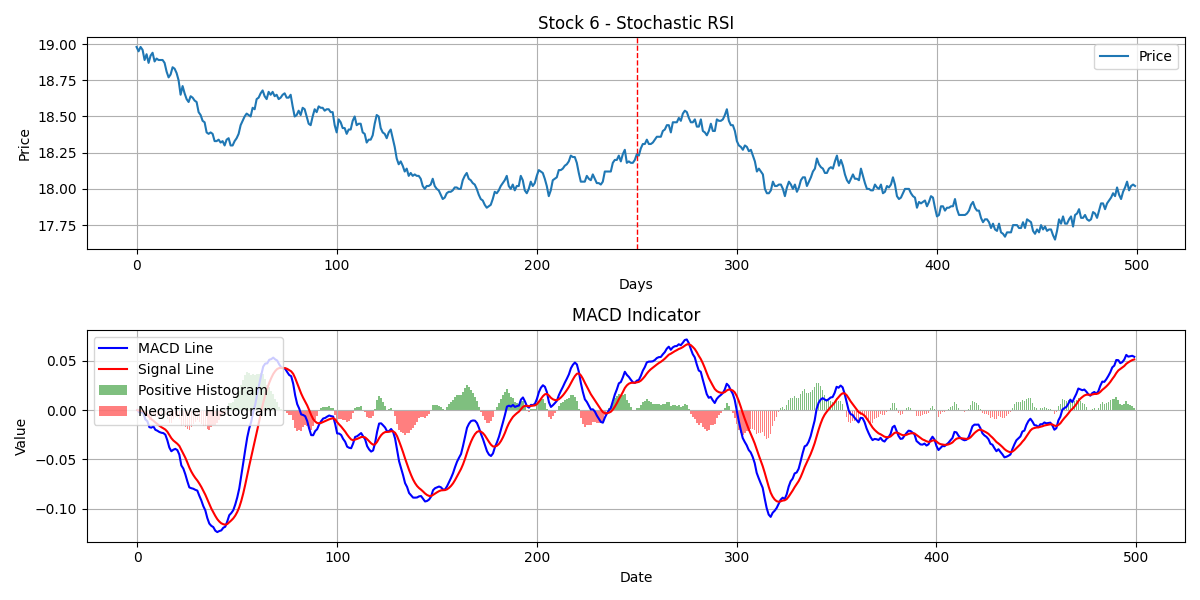 Stock 6 - Stochastic RSI
19.00
18.75
18.50
18.25
18.00
17.75
Price
Price
0
100
200
300
400
500
Days
MACD Indicator
MACD Line
Signal Line
Positive Histogram
Negative Histogram
0.05
0.00
−0.05
−0.10
Value
0
100
200
300
400
500
Date